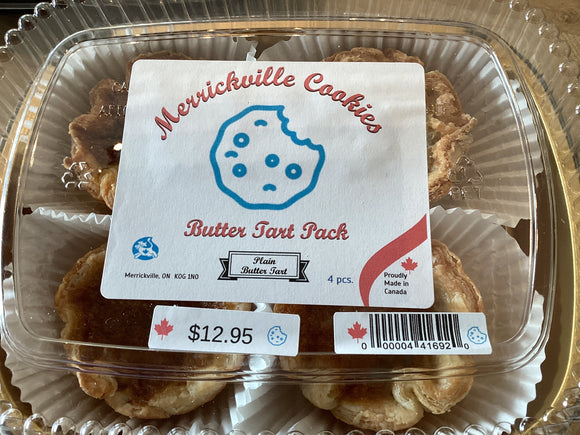 Merrickville Cookies
Butter Tart Pack
Plain
Butter Tart
4 pcs.
Merrickville, ON K0G 1N0
Proudly
Made in
Canada
$12.95
0 00004 41692 0